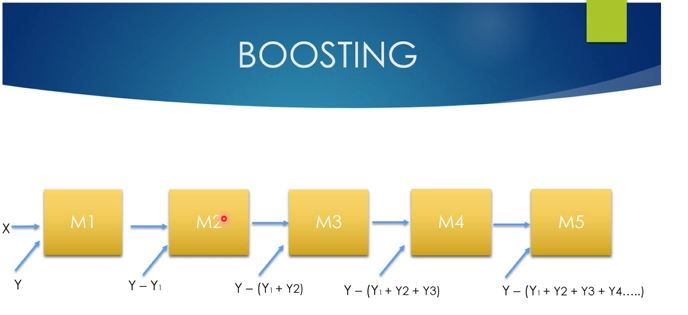 BOOSTING
X
M1
M2
M3
M4
M5
Y
Y – Y₁
Y – (Y₁ + Y2)
Y – (Y₁ + Y2 + Y3)
Y – (Y₁ + Y2 + Y3 + Y4.....)